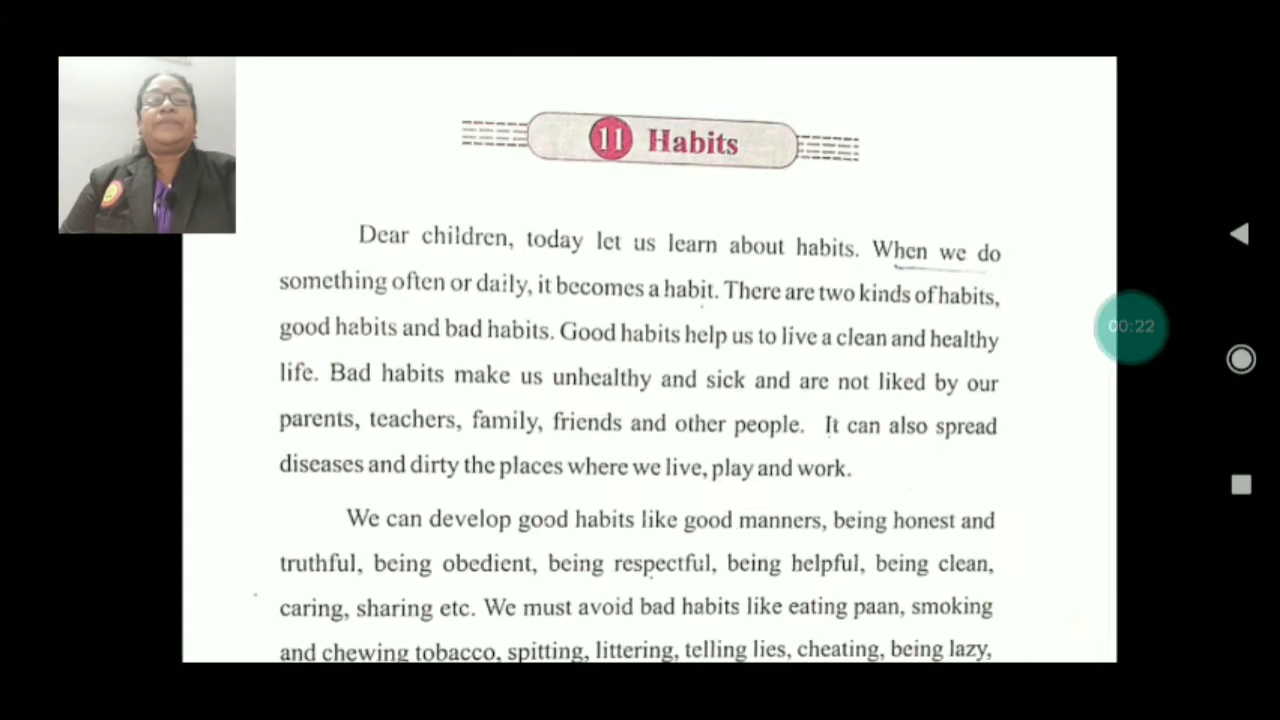 11 Habits
Dear children, today let us learn about habits. When we do
something often or daily, it becomes a habit. There are two kinds of habits,
good habits and bad habits. Good habits help us to live a clean and healthy
life. Bad habits make us unhealthy and sick and are not liked by our
parents, teachers, family, friends and other people. It can also spread
diseases and dirty the places where we live, play and work.
We can develop good habits like good manners, being honest and
truthful, being obedient, being respectful, being helpful, being clean,
caring, sharing etc. We must avoid bad habits like eating paan, smoking
and chewing tobacco, spitting, littering, telling lies, cheating, being lazy,
00:22